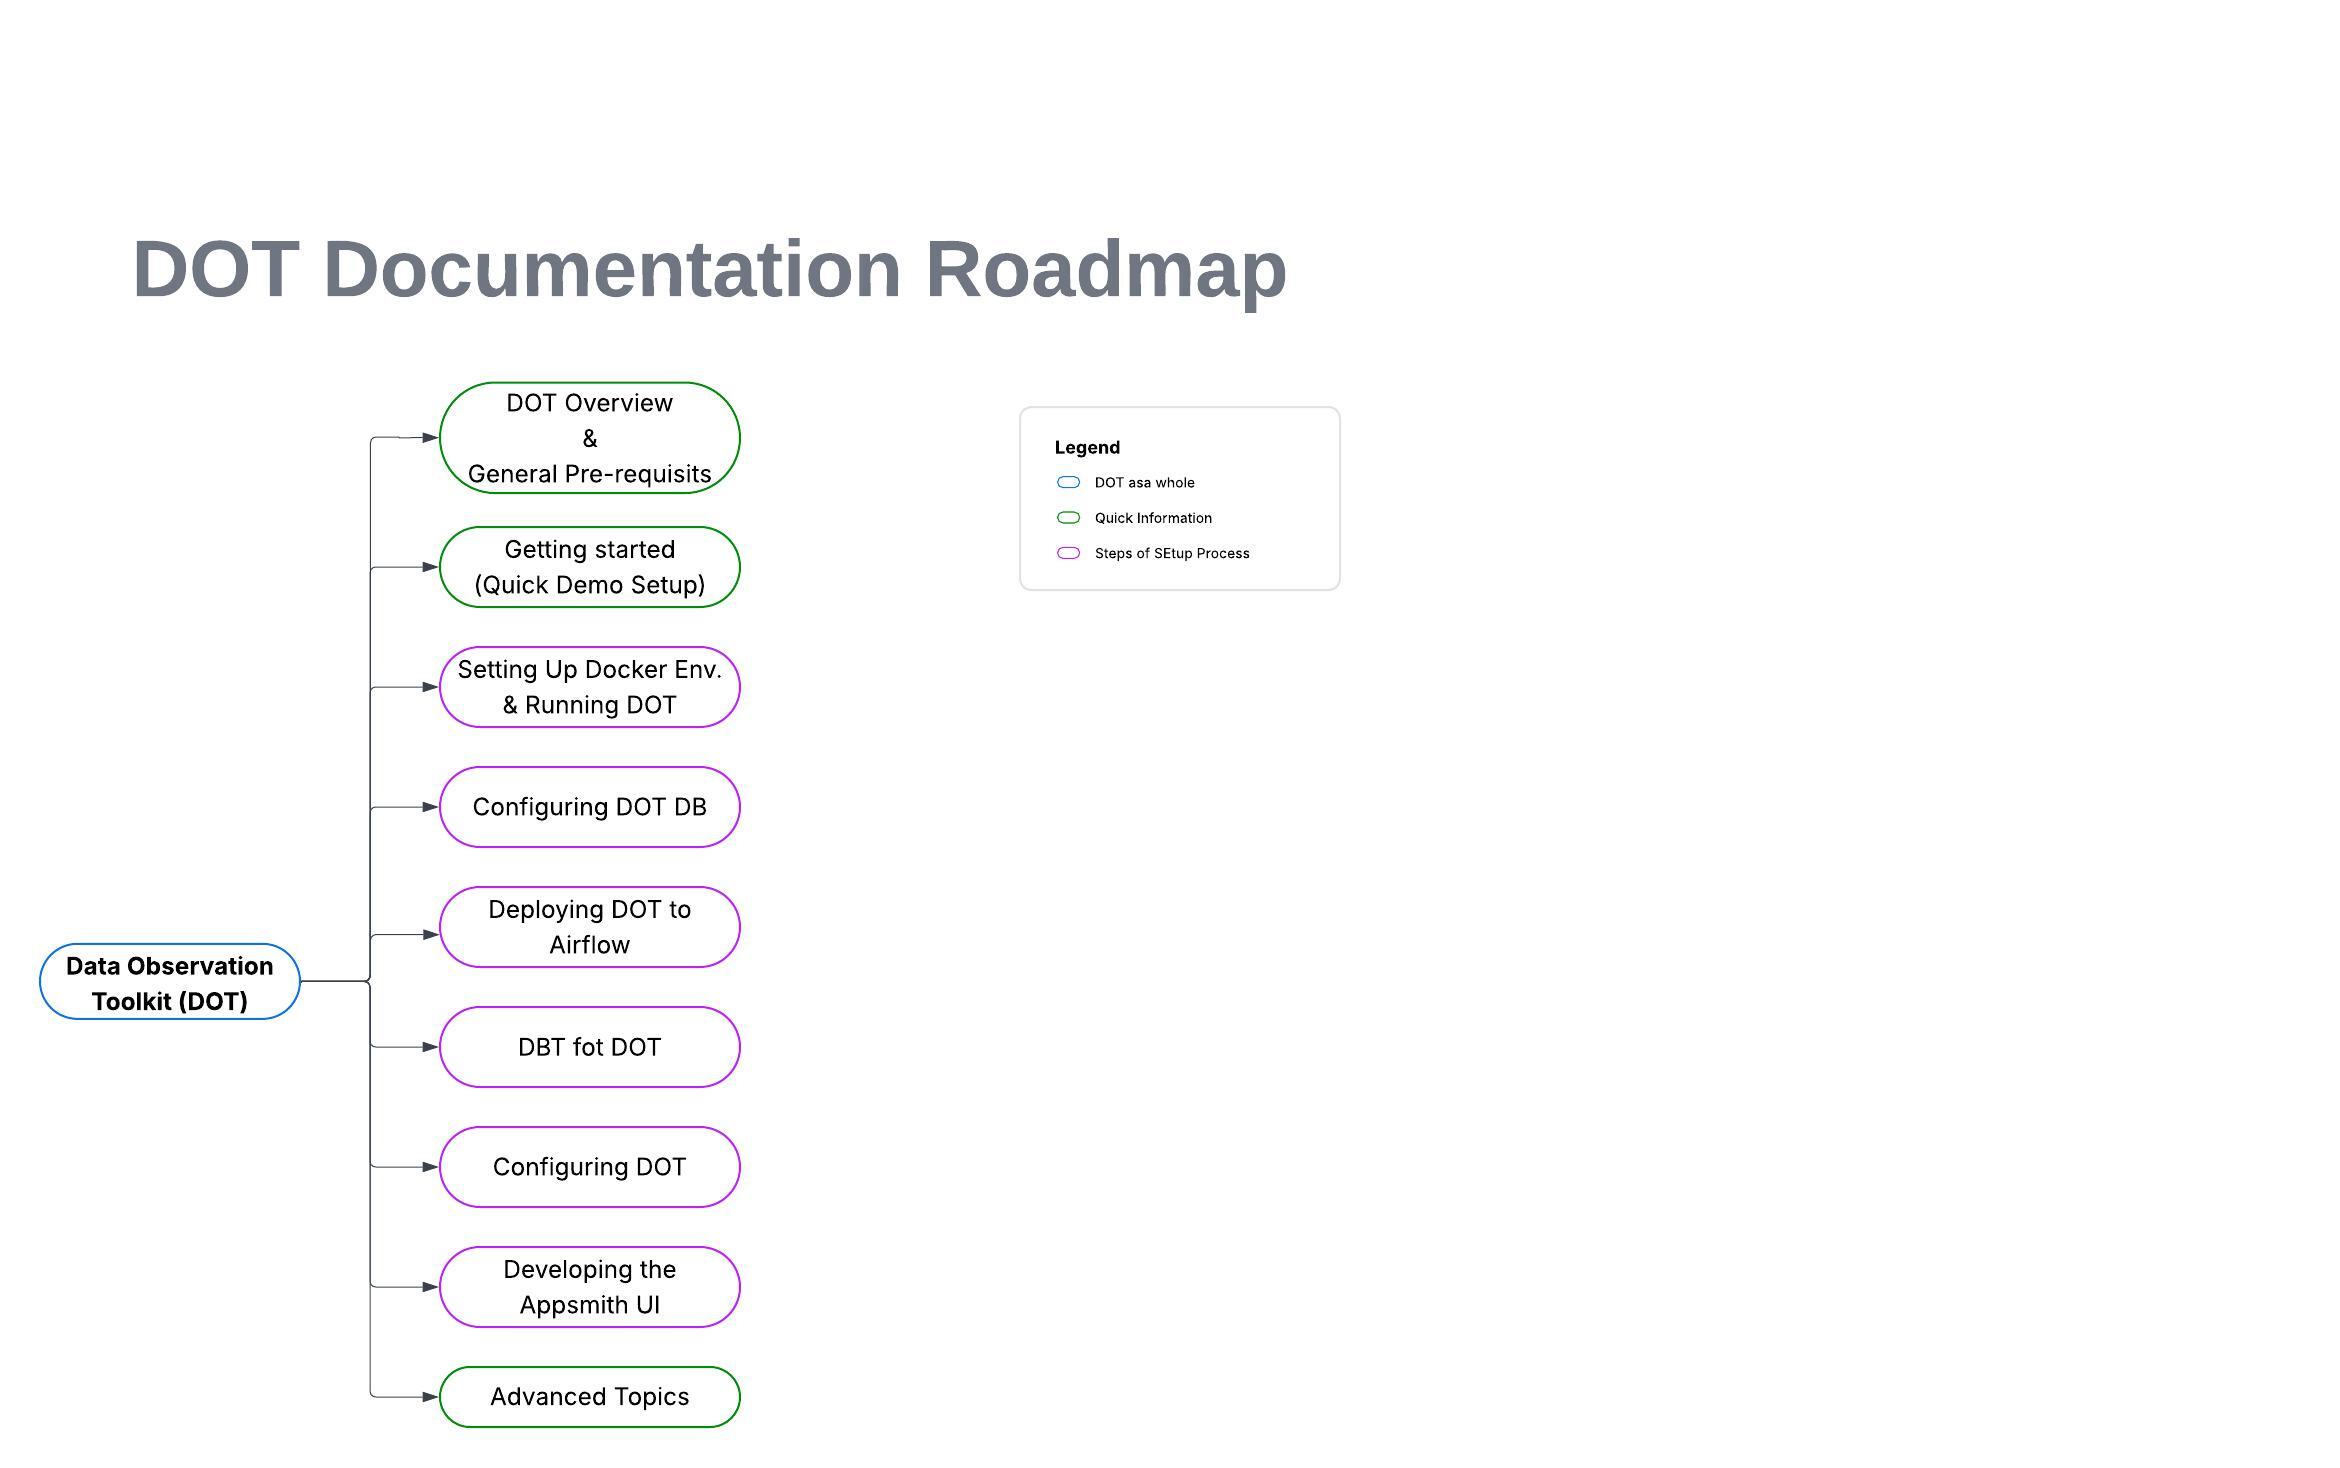 DOT Documentation Roadmap
DOT Overview
&
General Pre-requisits
Getting started
(Quick Demo Setup)
Setting Up Docker Env.
& Running DOT
Configuring DOT DB
Deploying DOT to
Airflow
Data Observation
Toolkit (DOT)
DBT fot DOT
Configuring DOT
Developing the
Appsmith UI
Advanced Topics
Legend
DOT asa whole
Quick Information
Steps of SEtup Process